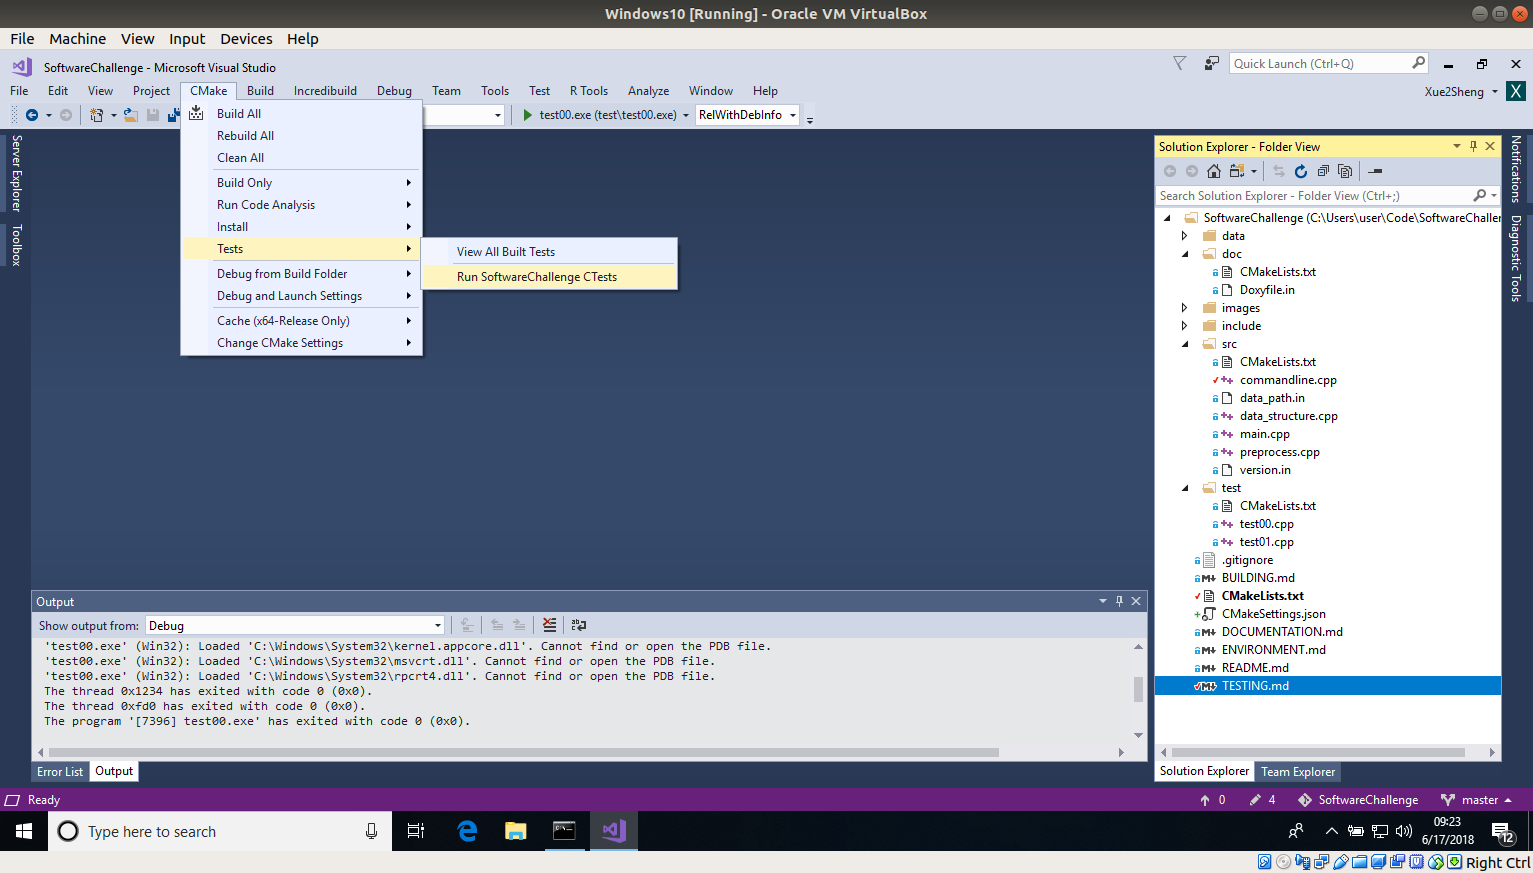 Windows10 [Running] - Oracle VM VirtualBox
File Machine View Input Devices Help
SoftwareChallenge - Microsoft Visual Studio
Quick Launch (Ctrl+Q)
File Edit View Project CMake Build Incredibuild Debug Team Tools Test R Tools Analyze Window Help
Xue2Sheng X
test00.exe (test\test00.exe) RelWithDebInfo
Build All
Rebuild All
Clean All
Build Only
Run Code Analysis
Install
Tests
Debug from Build Folder
Debug and Launch Settings
Cache (x64-Release Only)
Change CMake Settings
View All Built Tests
Run SoftwareChallenge CTests
Server Explorer
Toolbox
Solution Explorer - Folder View
Search Solution Explorer - Folder View (Ctrl+;)
SoftwareChallenge (C:\Users\user\Code\SoftwareChaller
data
doc
CMakeLists.txt
Doxyfile.in
images
include
src
CMakeLists.txt
commandline.cpp
data_path.in
data_structure.cpp
main.cpp
preprocess.cpp
version.in
test
CMakeLists.txt
test00.cpp
test01.cpp
.gitignore
BUILDING.md
CMakeLists.txt
CMakeSettings.json
DOCUMENTATION.md
ENVIRONMENT.md
README.md
TESTING.md
Solution Explorer Team Explorer
Notifications
Diagnostic Tools
Output
Show output from: Debug
'test00.exe' (Win32): Loaded 'C:\Windows\System32\kernel.appcore.dll'. Cannot find or open the PDB file.
'test00.exe' (Win32): Loaded 'C:\Windows\System32\msvcrt.dll'. Cannot find or open the PDB file.
'test00.exe' (Win32): Loaded 'C:\Windows\System32\rpcrt4.dll'. Cannot find or open the PDB file.
The thread 0x1234 has exited with code 0 (0x0).
The thread 0xfd0 has exited with code 0 (0x0).
The program '[7396] test00.exe' has exited with code 0 (0x0).
Error List Output
Ready 0 4 SoftwareChallenge master
Type here to search
09:23
6/17/2018
12
Right Ctrl